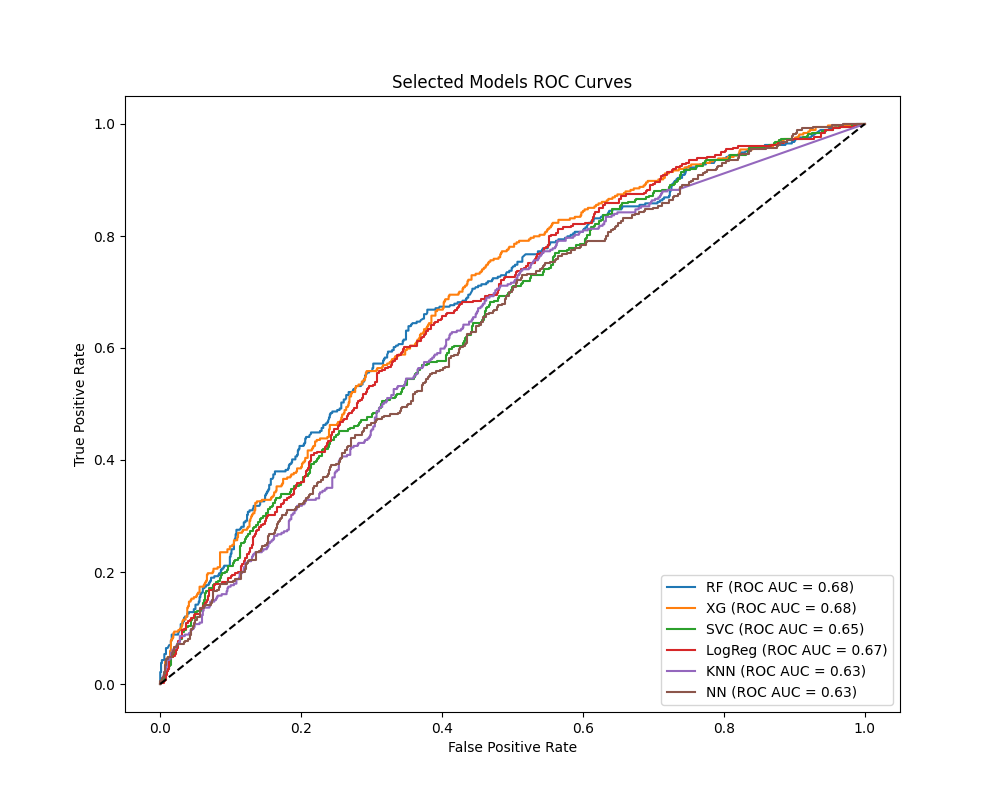 Selected Models ROC Curves
1.0
0.8
0.6
0.4
0.2
0.0
True Positive Rate
RF (ROC AUC = 0.68)
XG (ROC AUC = 0.68)
SVC (ROC AUC = 0.65)
LogReg (ROC AUC = 0.67)
KNN (ROC AUC = 0.63)
NN (ROC AUC = 0.63)
0.0 0.2 0.4 0.6 0.8 1.0
False Positive Rate